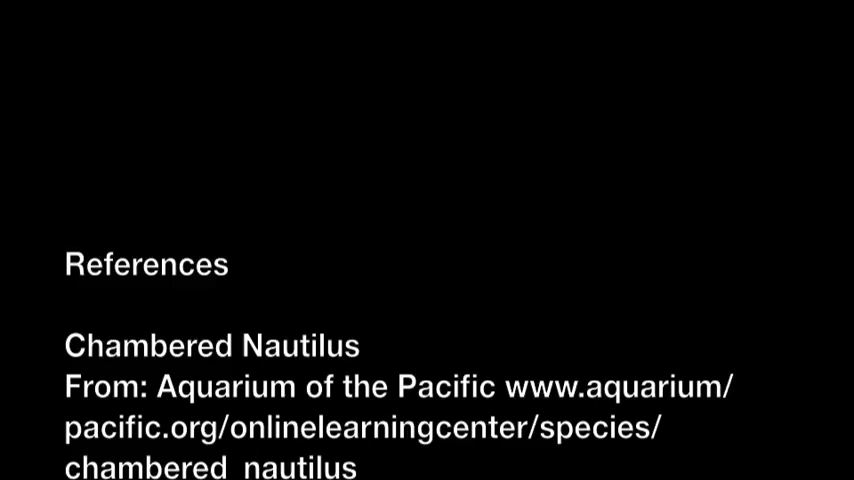 References
Chambered Nautilus
From: Aquarium of the Pacific www.aquarium/
pacific.org/onlinelearningcenter/species/
chambered_nautilus